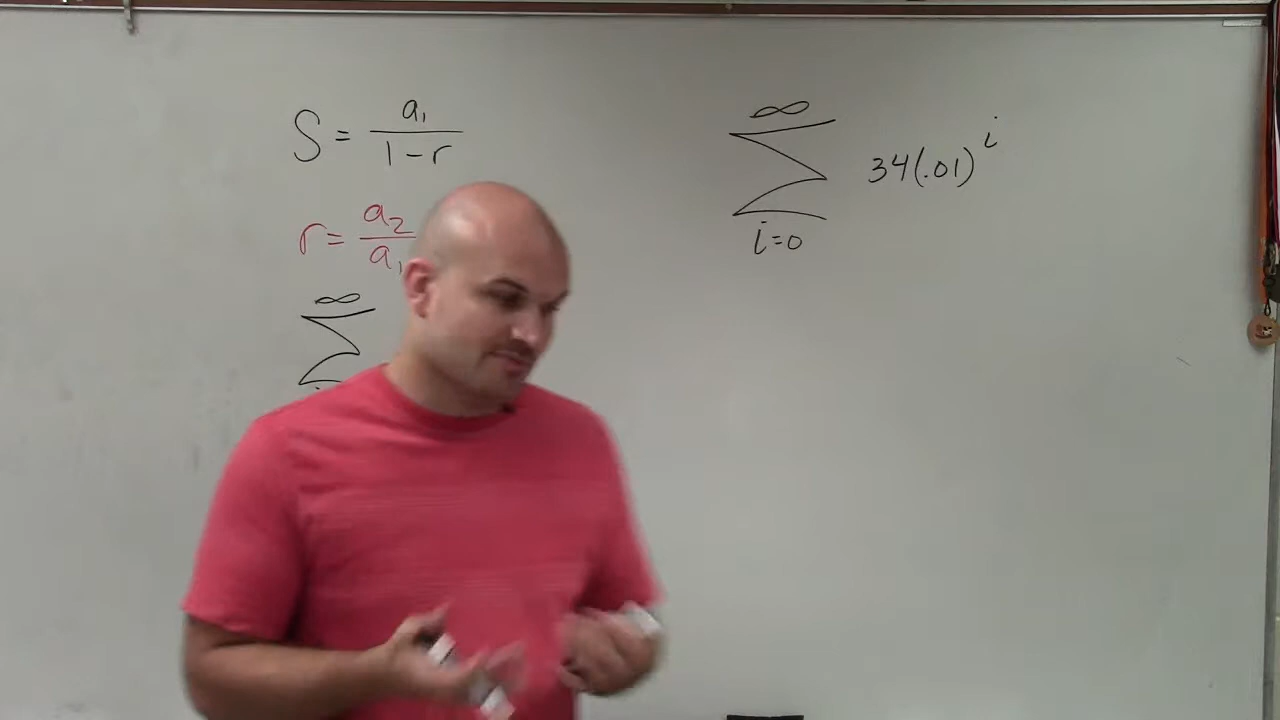 S = a₁ / (1 - r)
r = a₂ / a₁
∞
Σ
∞
Σ 34(.01)^i
i=0